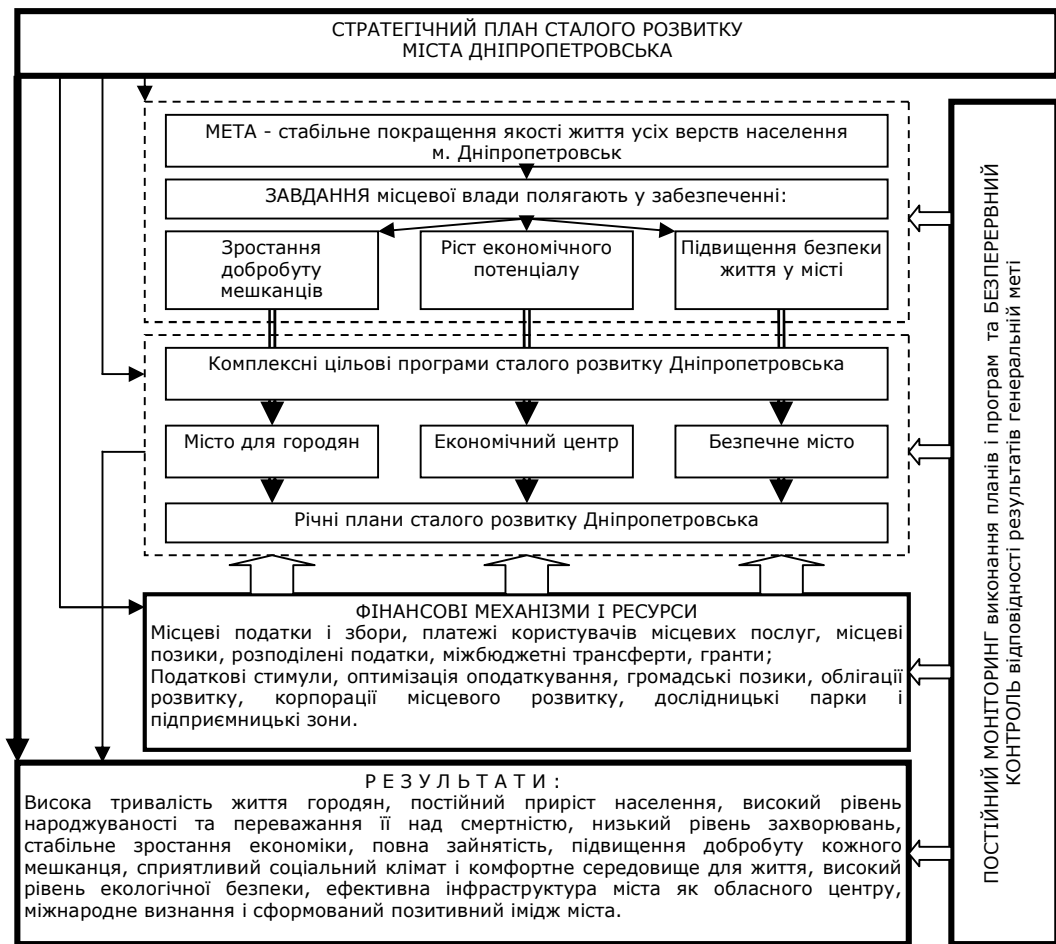 СТРАТЕГІЧНИЙ ПЛАН СТАЛОГО РОЗВИТКУ
МІСТА ДНІПРОПЕТРОВСЬКА
МЕТА - стабільне покращення якості життя усіх верств населення
м. Дніпропетровськ
ЗАВДАННЯ місцевої влади полягають у забезпеченні:
Зростання
добробуту
мешканців
Ріст економічного
потенціалу
Підвищення безпеки
життя у місті
Комплексні цільові програми сталого розвитку Дніпропетровська
Місто для городян
Економічний центр
Безпечне місто
Річні плани сталого розвитку Дніпропетровська
ФІНАНСОВІ МЕХАНІЗМИ І РЕСУРСИ
Місцеві податки і збори, платежі користувачів місцевих послуг, місцеві
позики, розподілені податки, міжбюджетні трансферти, гранти;
Податкові стимули, оптимізація оподаткування, громадські позики, облігації
розвитку, корпорації місцевого розвитку, дослідницькі парки і
підприємницькі зони.
Р Е З У Л Ь Т А Т И :
Висока тривалість життя городян, постійний приріст населення, високий рівень
народжуваності та переважання її над смертністю, низький рівень захворювань,
стабільне зростання економіки, повна зайнятість, підвищення добробуту кожного
мешканця, сприятливий соціальний клімат і комфортне середовище для життя, високий
рівень екологічної безпеки, ефективна інфраструктура міста як обласного центру,
міжнародне визнання і сформований позитивний імідж міста.
ПОСТІЙНИЙ МОНІТОРИНГ виконання планів і програм та БЕЗПЕРЕРВНИЙ
КОНТРОЛЬ відповідності результатів генеральній меті